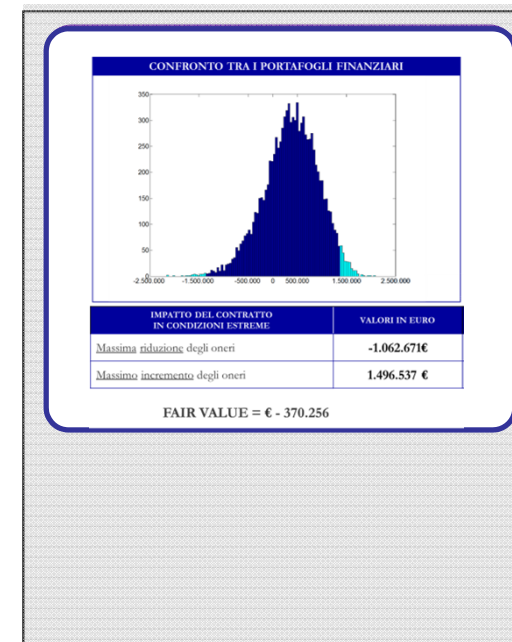 CONFRONTO TRA I PORTAFOGLI FINANZIARI
350
300
250
200
150
100
50
0
-2.500.000 -1.500.000 -500.000 0 500.000 1.500.000 2.500.000
IMPATTO DEL CONTRATTO
IN CONDIZIONI ESTREME
VALORI IN EURO
Massima riduzione degli oneri -1.062.671€
Massimo incremento degli oneri 1.496.537 €
FAIR VALUE = € - 370.256